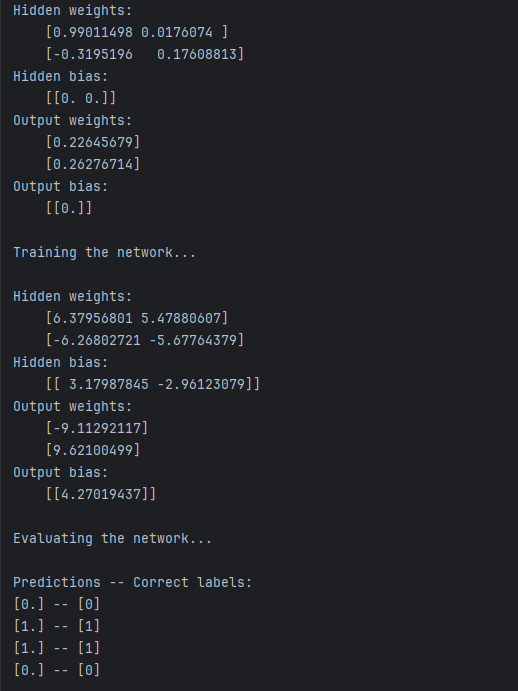 Hidden weights:
    [0.99011498 0.0176074 ]
    [-0.3195196   0.17608813]
Hidden bias:
    [[0. 0.]]
Output weights:
    [0.22645679]
    [0.26276714]
Output bias:
    [[0.]]

Training the network...

Hidden weights:
    [6.37956801 5.47880607]
    [-6.26802721 -5.67764379]
Hidden bias:
    [[ 3.17987845 -2.96123079]]
Output weights:
    [-9.11292117]
    [9.62100499]
Output bias:
    [[4.27019437]]

Evaluating the network...

Predictions -- Correct labels:
[0.] -- [0]
[1.] -- [1]
[1.] -- [1]
[0.] -- [0]